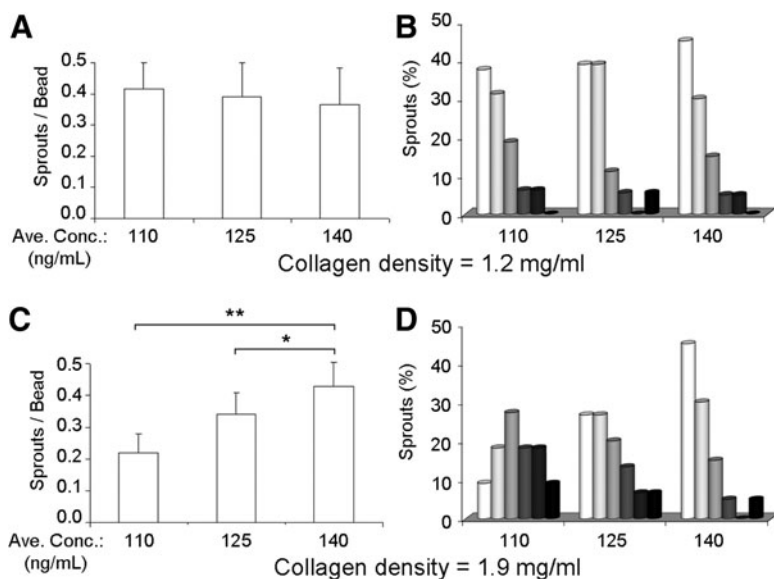 A
Sprouts / Bead
0.5
0.4
0.3
0.2
0.1
0.0
Ave. Conc.: 110 125 140
(ng/mL)
B
Sprouts (%)
50
40
30
20
10
0
110 125 140
Collagen density = 1.2 mg/ml
C
** 
*
Sprouts / Bead
0.5
0.4
0.3
0.2
0.1
0.0
Ave. Conc.: 110 125 140
(ng/mL)
D
Sprouts (%)
50
40
30
20
10
0
110 125 140
Collagen density = 1.9 mg/ml